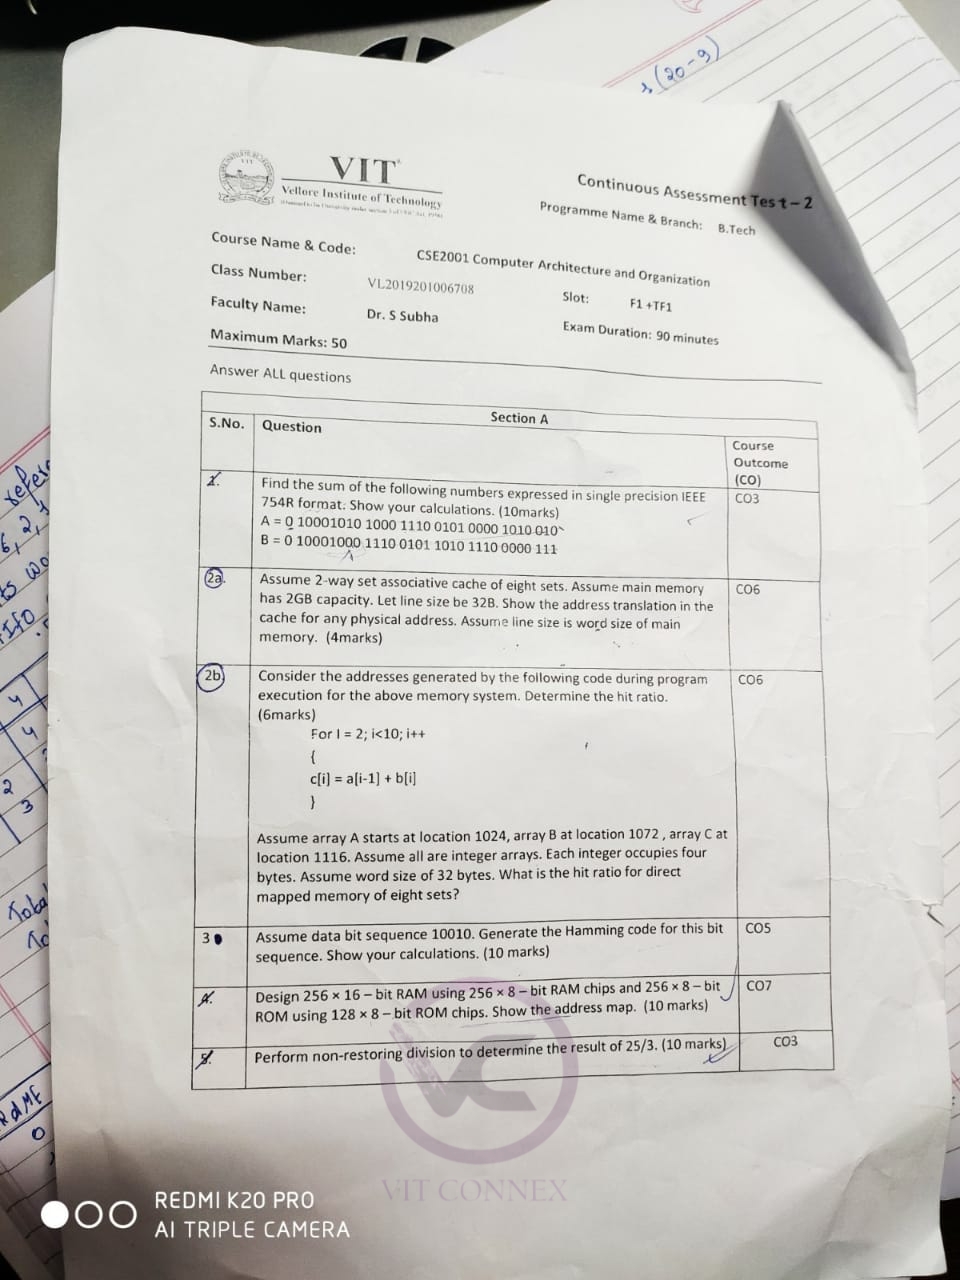 (20-9)
VIT
Vellore Institute of Technology
Continuous Assessment Test - 2
Programme Name & Branch: B.Tech
Course Name & Code: CSE2001 Computer Architecture and Organization
Class Number: VL2019201006708 Slot: F1 +TF1
Faculty Name: Dr. S Subha Exam Duration: 90 minutes
Maximum Marks: 50
Answer ALL questions
Section A
S.No. Question Course Outcome (CO)
1. Find the sum of the following numbers expressed in single precision IEEE CO3
754R format. Show your calculations. (10marks)
A = 0 10001010 1000 1110 0101 0000 1010 010
B = 0 10001000 1110 0101 1010 1110 0000 111
2a. Assume 2-way set associative cache of eight sets. Assume main memory CO6
has 2GB capacity. Let line size be 32B. Show the address translation in the
cache for any physical address. Assume line size is word size of main
memory. (4marks)
2b Consider the addresses generated by the following code during program CO6
execution for the above memory system. Determine the hit ratio.
(6marks)
For I = 2; i<10; i++
{
c[i] = a[i-1] + b[i]
}
Assume array A starts at location 1024, array B at location 1072 , array C at
location 1116. Assume all are integer arrays. Each integer occupies four
bytes. Assume word size of 32 bytes. What is the hit ratio for direct
mapped memory of eight sets?
3 Assume data bit sequence 10010. Generate the Hamming code for this bit CO5
sequence. Show your calculations. (10 marks)
4. Design 256 × 16 – bit RAM using 256 × 8 – bit RAM chips and 256 × 8 – bit CO7
ROM using 128 × 8 – bit ROM chips. Show the address map. (10 marks)
5. Perform non-restoring division to determine the result of 25/3. (10 marks) CO3
VIT CONNEX
REDMI K20 PRO
AI TRIPLE CAMERA